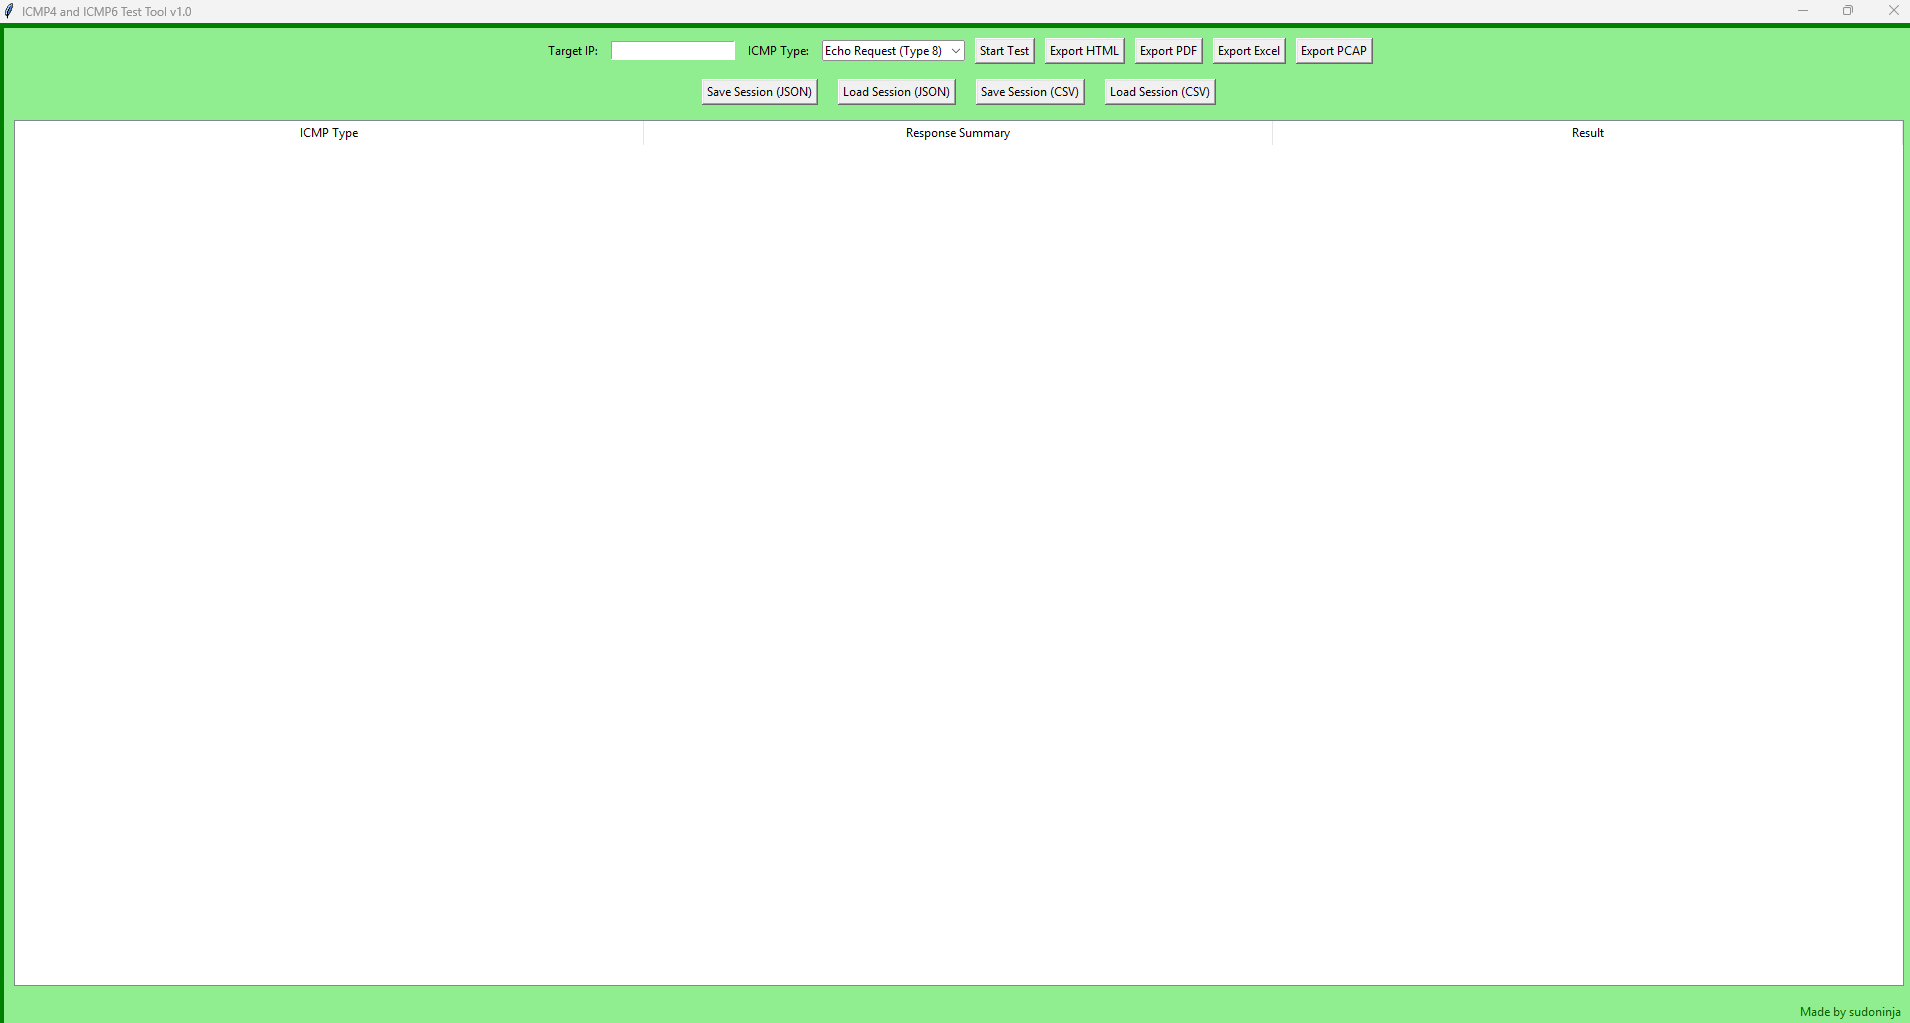 ICMP4 and ICMP6 Test Tool v1.0
Target IP: ICMP Type: Echo Request (Type 8) Start Test Export HTML Export PDF Export Excel Export PCAP
Save Session (JSON) Load Session (JSON) Save Session (CSV) Load Session (CSV)
ICMP Type Response Summary Result
Made by sudoninja